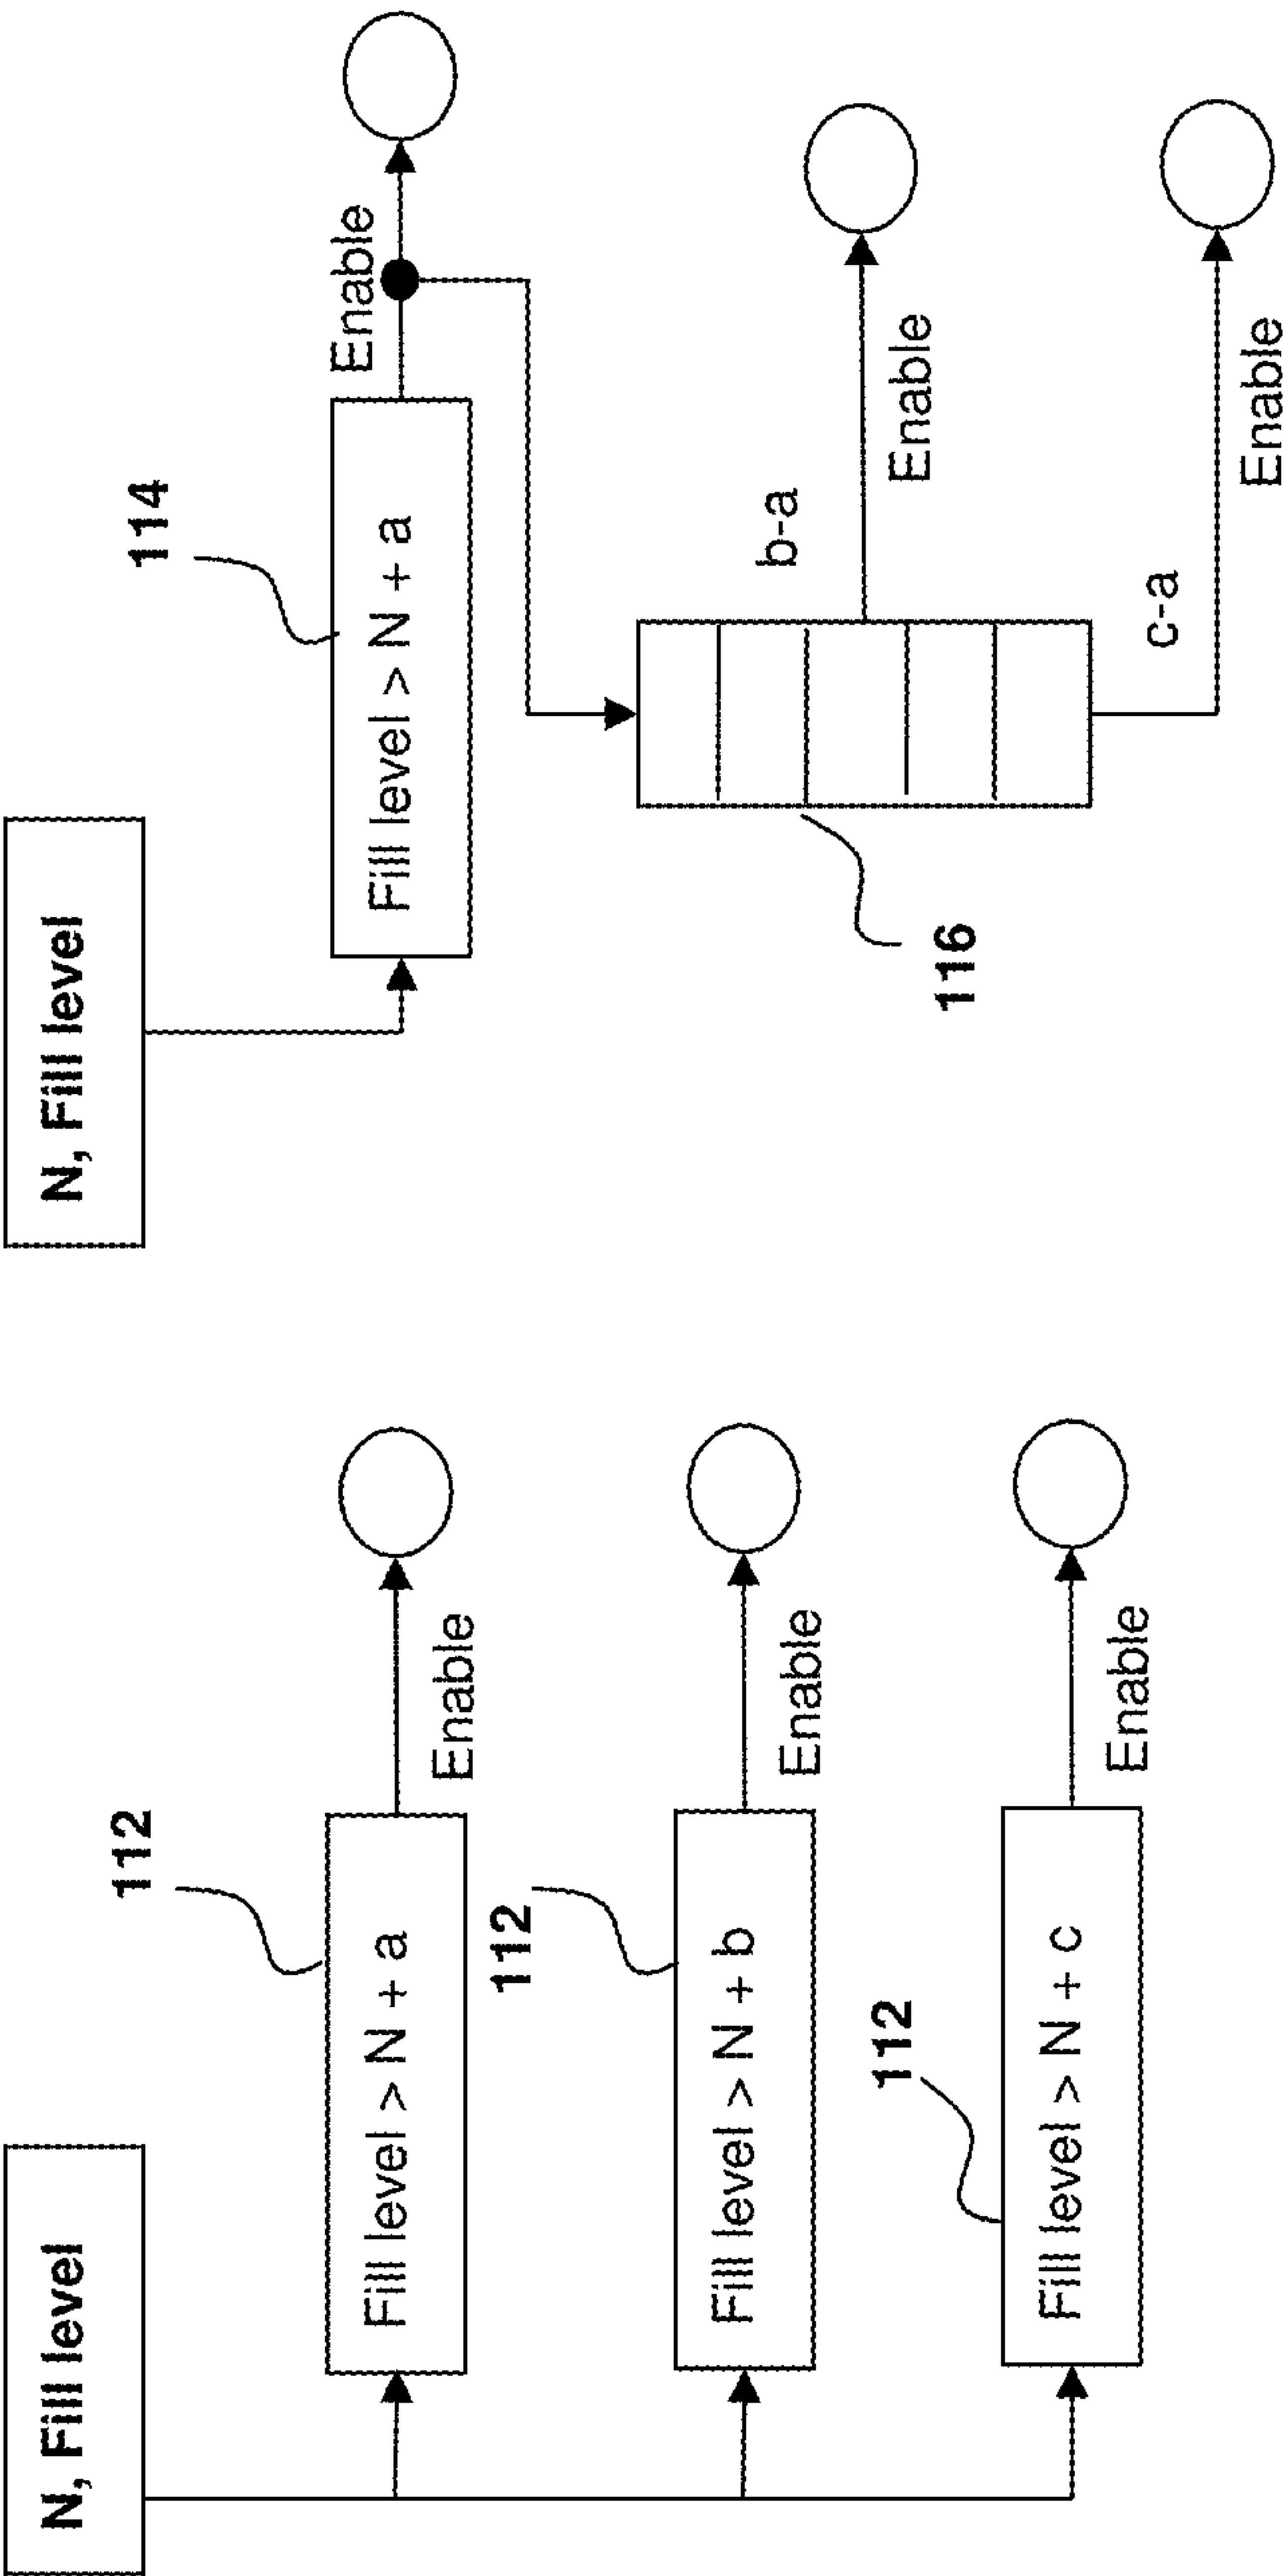 N, Fill level
112
Fill level > N + a
Enable
112
Fill level > N + b
Enable
112
Fill level > N + c
Enable
N, Fill level
114
Enable
Fill level > N + a
b-a
Enable
116
c-a
Enable